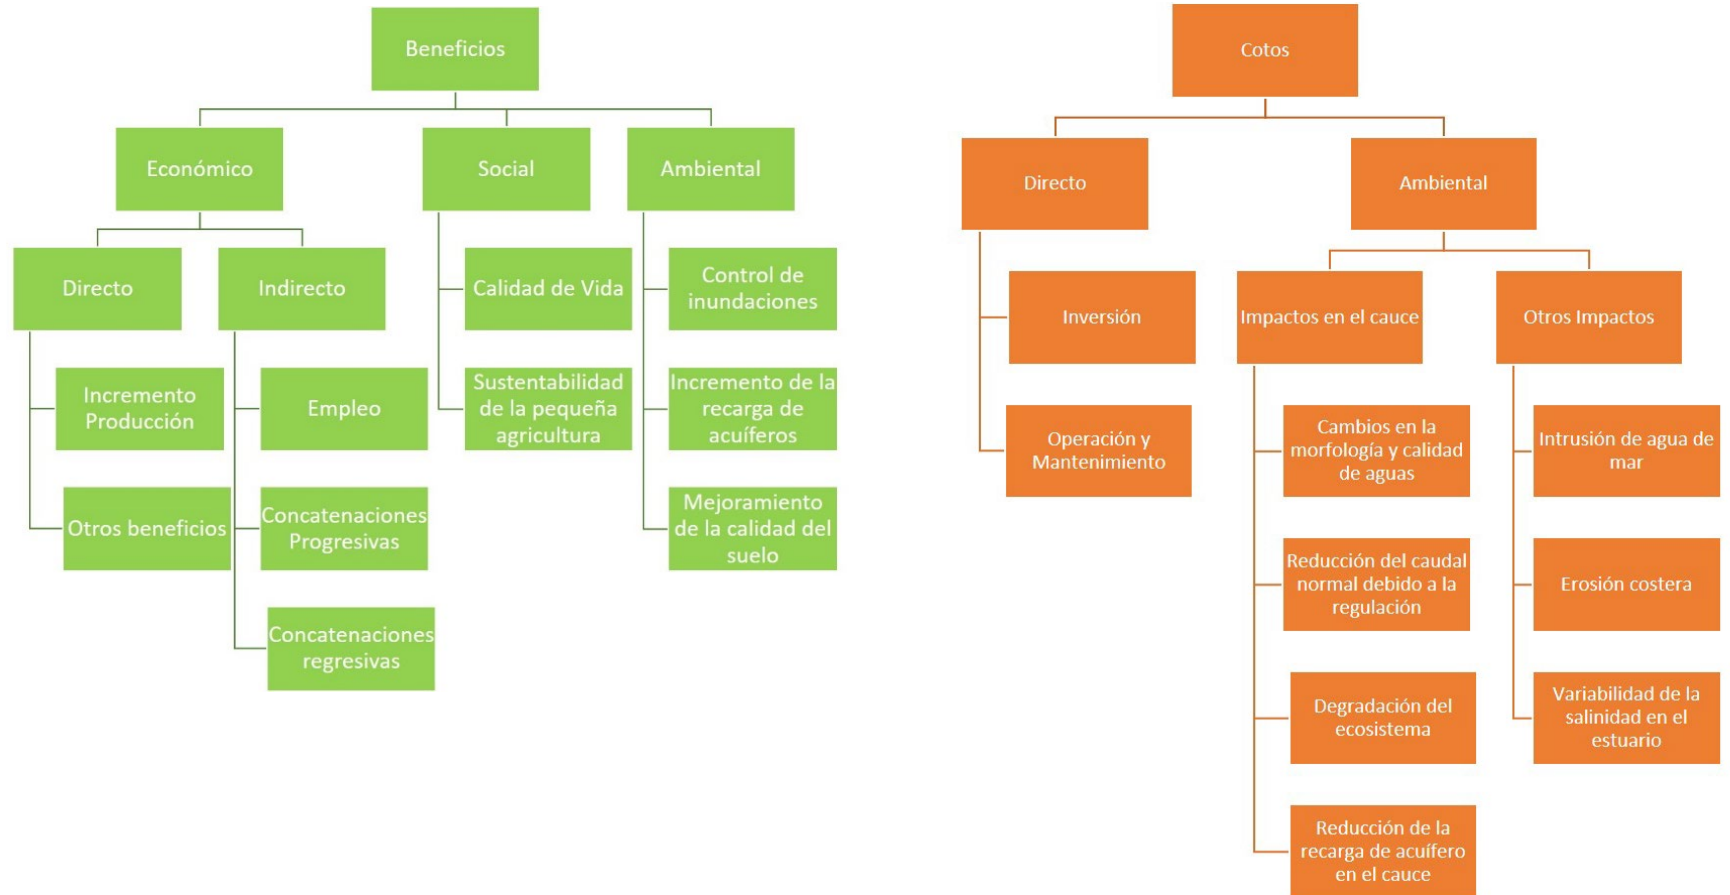 Beneficios
Económico
Social
Ambiental
Directo
Indirecto
Calidad de Vida
Control de
inundaciones
Incremento
Producción
Empleo
Sustentabilidad
de la pequeña
agricultura
Incremento de la
recarga de
acuíferos
Otros beneficios
Concatenaciones
Progresivas
Mejoramiento
de la calidad del
suelo
Concatenaciones
regresivas
Cotos
Directo
Ambiental
Inversión
Impactos en el cauce
Otros Impactos
Operación y
Mantenimiento
Cambios en la
morfología y calidad
de aguas
Intrusión de agua de
mar
Reducción del caudal
normal debido a la
regulación
Erosión costera
Degradación del
ecosistema
Variabilidad de la
salinidad en el
estuario
Reducción de la
recarga de acuífero
en el cauce